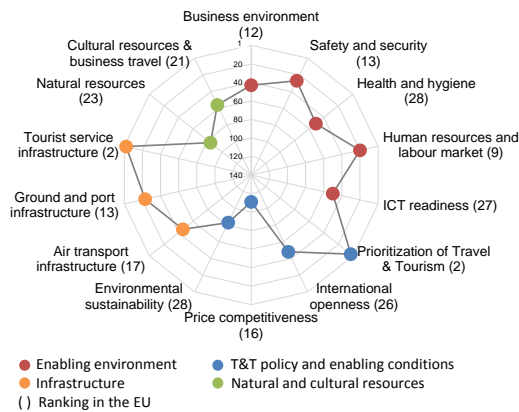 Business environment
(12)
Safety and security
(13)
Health and hygiene
(28)
Human resources and
labour market (9)
ICT readiness (27)
Prioritization of Travel
& Tourism (2)
International
openness (26)
Price competitiveness
(16)
Environmental
sustainability (28)
Air transport
infrastructure (17)
Ground and port
infrastructure (13)
Tourist service
infrastructure (2)
Natural resources
(23)
Cultural resources &
business travel (21)
1
20
40
60
80
100
120
140
Enabling environment
T&T policy and enabling conditions
Infrastructure
Natural and cultural resources
( ) Ranking in the EU